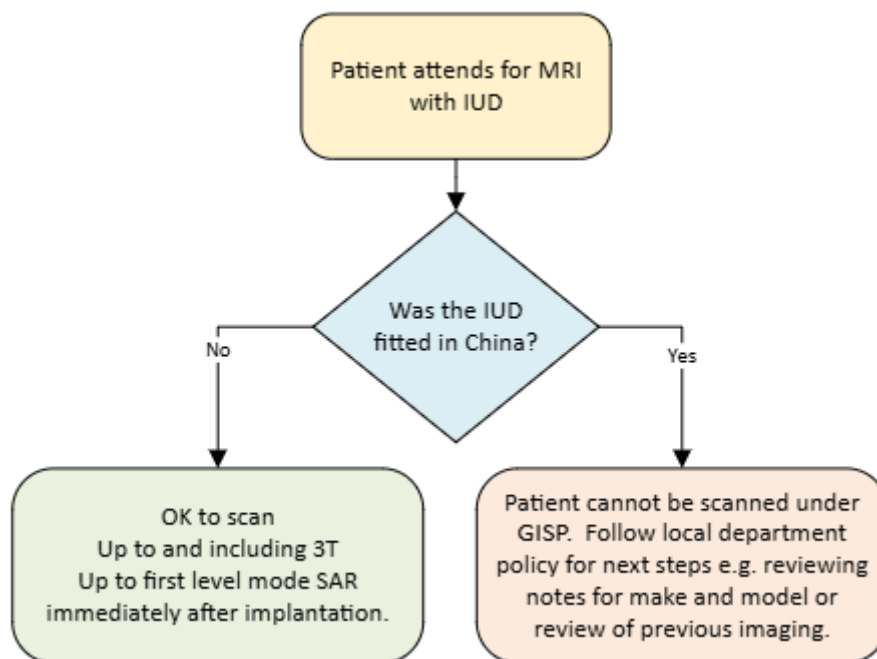 Patient attends for MRI
with IUD
Was the IUD
fitted in China?
No
Yes
OK to scan
Up to and including 3T
Up to first level mode SAR
immediately after implantation.
Patient cannot be scanned under
GISP.  Follow local department
policy for next steps e.g. reviewing
notes for make and model or
review of previous imaging.